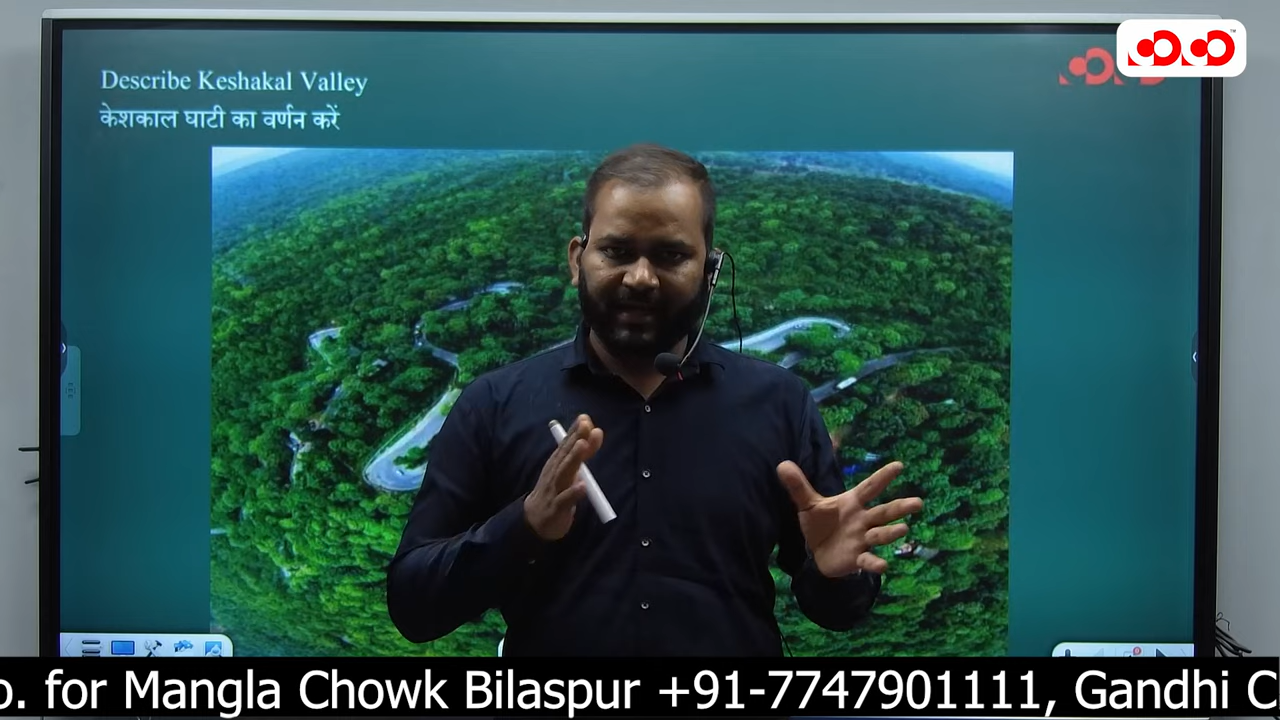 Describe Keshakal Valley
केशकाल घाटी का वर्णन करें
o. for Mangla Chowk Bilaspur +91-7747901111, Gandhi C